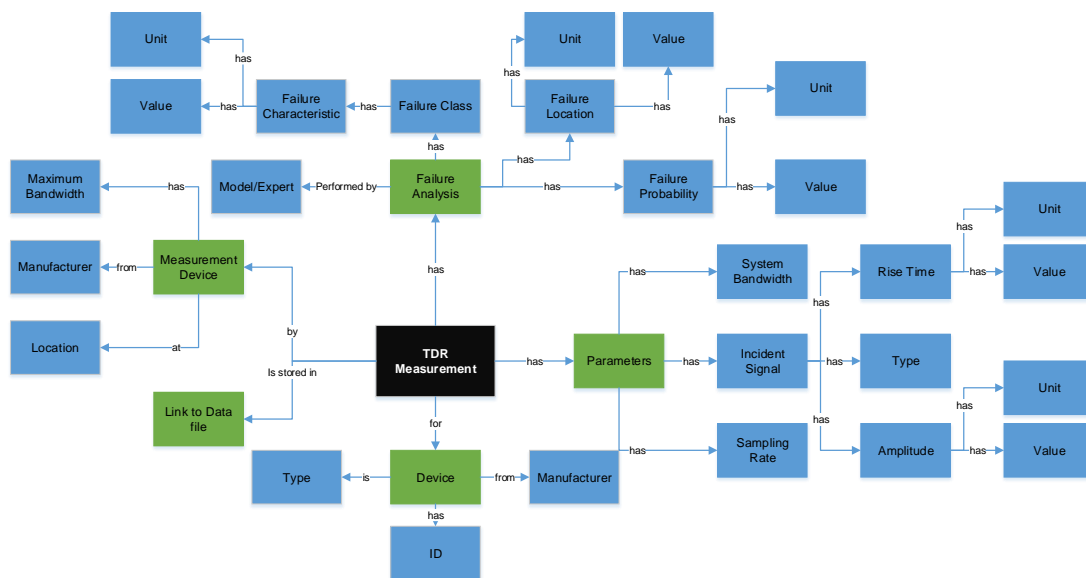 Unit
has
Value
has
Failure
Characteristic
has
Failure Class
has
Unit
Value
has
Failure
Location
has
has
Unit
has
Maximum
Bandwidth
has
Model/Expert
Performed by
Failure
Analysis
has
Failure
Probability
has
Value
Manufacturer
from
Measurement
Device
has
Location
at
by
Is stored in
Link to Data
file
TDR
Measurement
has
Parameters
has
System
Bandwidth
has
Incident
Signal
has
Sampling
Rate
has
Rise Time
has
Unit
has
Value
has
Type
has
Amplitude
has
Unit
has
Value
for
Type
is
Device
from
Manufacturer
has
ID